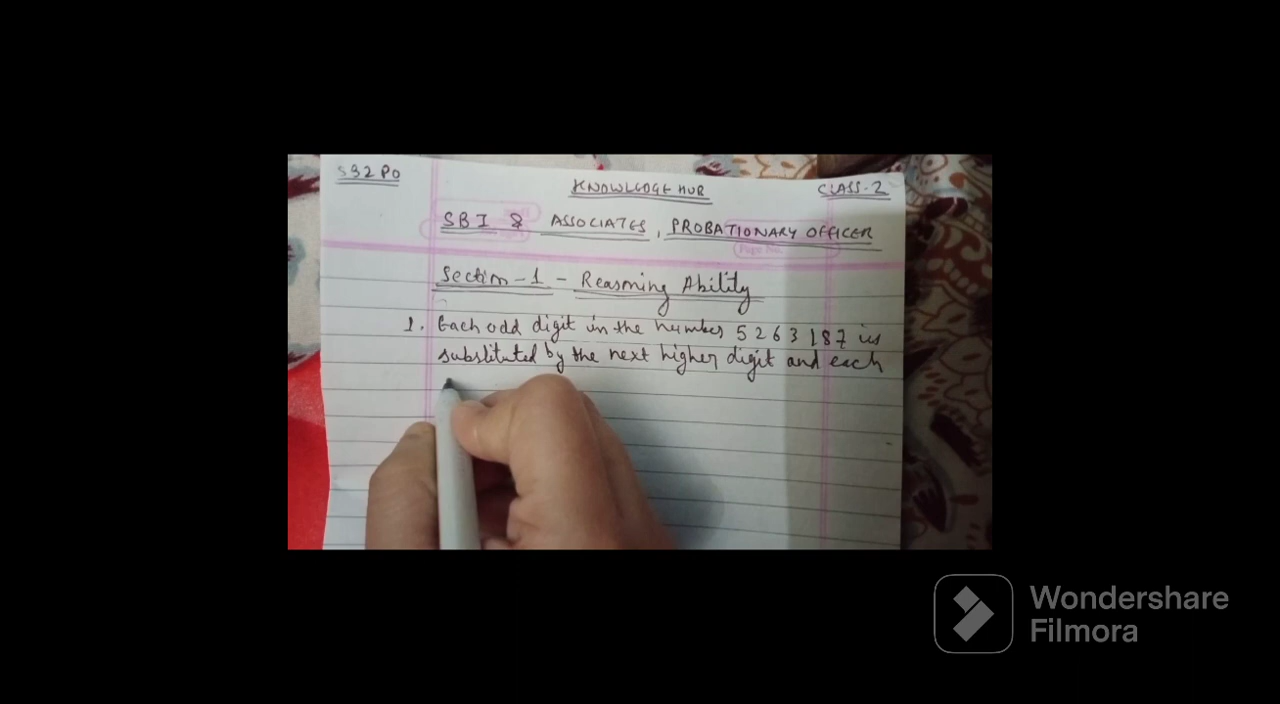 SB2 PO
KNOWLEDGE HUB
CLASS-2
SBI & ASSOCIATES, PROBATIONARY OFFICER
Section-1 - Reasoning Ability
1. Each odd digit in the number 5263187 is
substituted by the next higher digit and each
Wondershare
Filmora